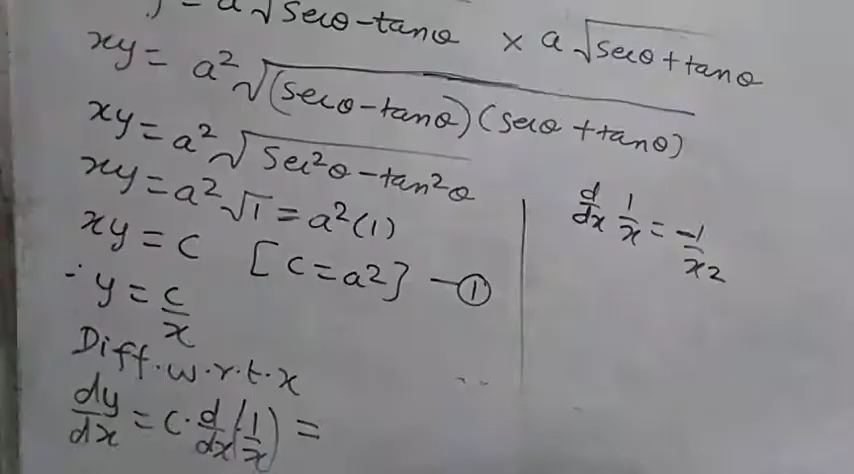 y = a√secθ-tanθ × a√secθ+tanθ
xy = a²√(secθ-tanθ)(secθ+tanθ)
xy = a²√sec²θ-tan²θ
xy = a²√1 = a²(1)
xy = c [c=a²} —①
∴ y = c/x
Diff.w.r.t.x
dy/dx = c.d/dx(1/x) =
d/dx 1/x = -1/x2